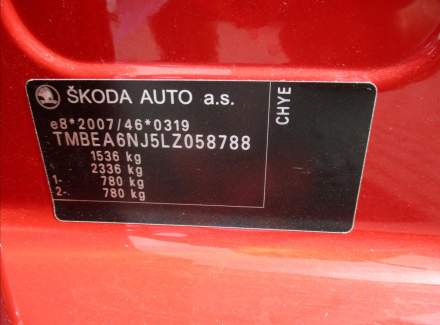 ŠKODA AUTO a.s.
CHYE
e8*2007/46*0319
TMBEA6NJ5LZ058788
1536 kg
2336 kg
1- 780 kg
2- 780 kg